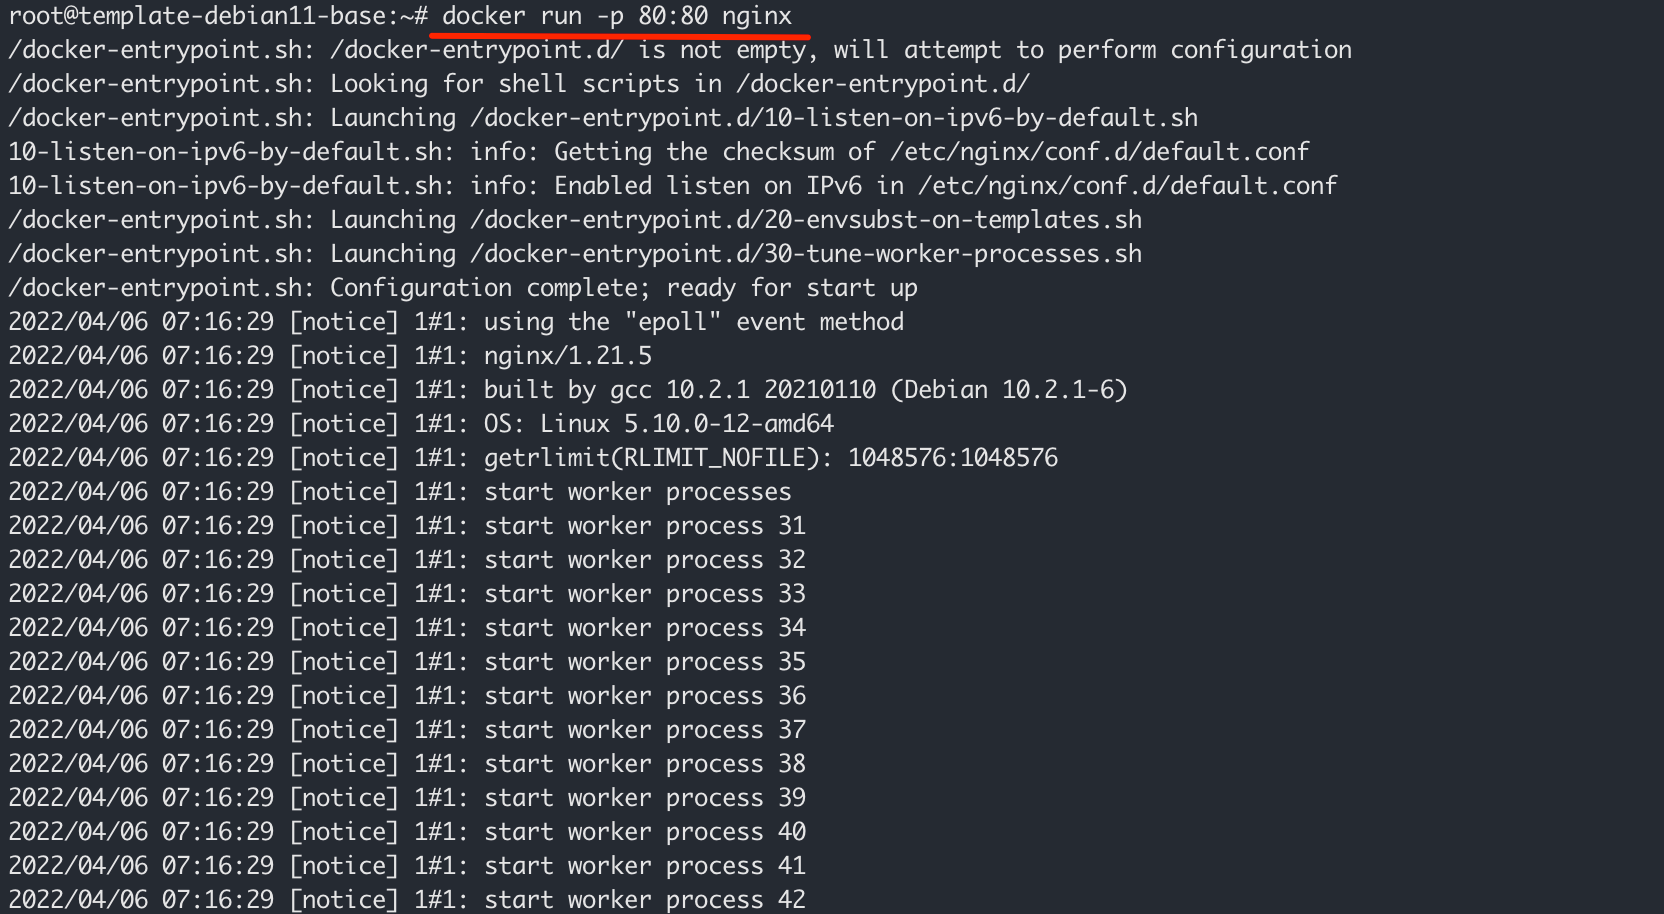 root@template-debian11-base:~# docker run -p 80:80 nginx
/docker-entrypoint.sh: /docker-entrypoint.d/ is not empty, will attempt to perform configuration
/docker-entrypoint.sh: Looking for shell scripts in /docker-entrypoint.d/
/docker-entrypoint.sh: Launching /docker-entrypoint.d/10-listen-on-ipv6-by-default.sh
10-listen-on-ipv6-by-default.sh: info: Getting the checksum of /etc/nginx/conf.d/default.conf
10-listen-on-ipv6-by-default.sh: info: Enabled listen on IPv6 in /etc/nginx/conf.d/default.conf
/docker-entrypoint.sh: Launching /docker-entrypoint.d/20-envsubst-on-templates.sh
/docker-entrypoint.sh: Launching /docker-entrypoint.d/30-tune-worker-processes.sh
/docker-entrypoint.sh: Configuration complete; ready for start up
2022/04/06 07:16:29 [notice] 1#1: using the "epoll" event method
2022/04/06 07:16:29 [notice] 1#1: nginx/1.21.5
2022/04/06 07:16:29 [notice] 1#1: built by gcc 10.2.1 20210110 (Debian 10.2.1-6)
2022/04/06 07:16:29 [notice] 1#1: OS: Linux 5.10.0-12-amd64
2022/04/06 07:16:29 [notice] 1#1: getrlimit(RLIMIT_NOFILE): 1048576:1048576
2022/04/06 07:16:29 [notice] 1#1: start worker processes
2022/04/06 07:16:29 [notice] 1#1: start worker process 31
2022/04/06 07:16:29 [notice] 1#1: start worker process 32
2022/04/06 07:16:29 [notice] 1#1: start worker process 33
2022/04/06 07:16:29 [notice] 1#1: start worker process 34
2022/04/06 07:16:29 [notice] 1#1: start worker process 35
2022/04/06 07:16:29 [notice] 1#1: start worker process 36
2022/04/06 07:16:29 [notice] 1#1: start worker process 37
2022/04/06 07:16:29 [notice] 1#1: start worker process 38
2022/04/06 07:16:29 [notice] 1#1: start worker process 39
2022/04/06 07:16:29 [notice] 1#1: start worker process 40
2022/04/06 07:16:29 [notice] 1#1: start worker process 41
2022/04/06 07:16:29 [notice] 1#1: start worker process 42